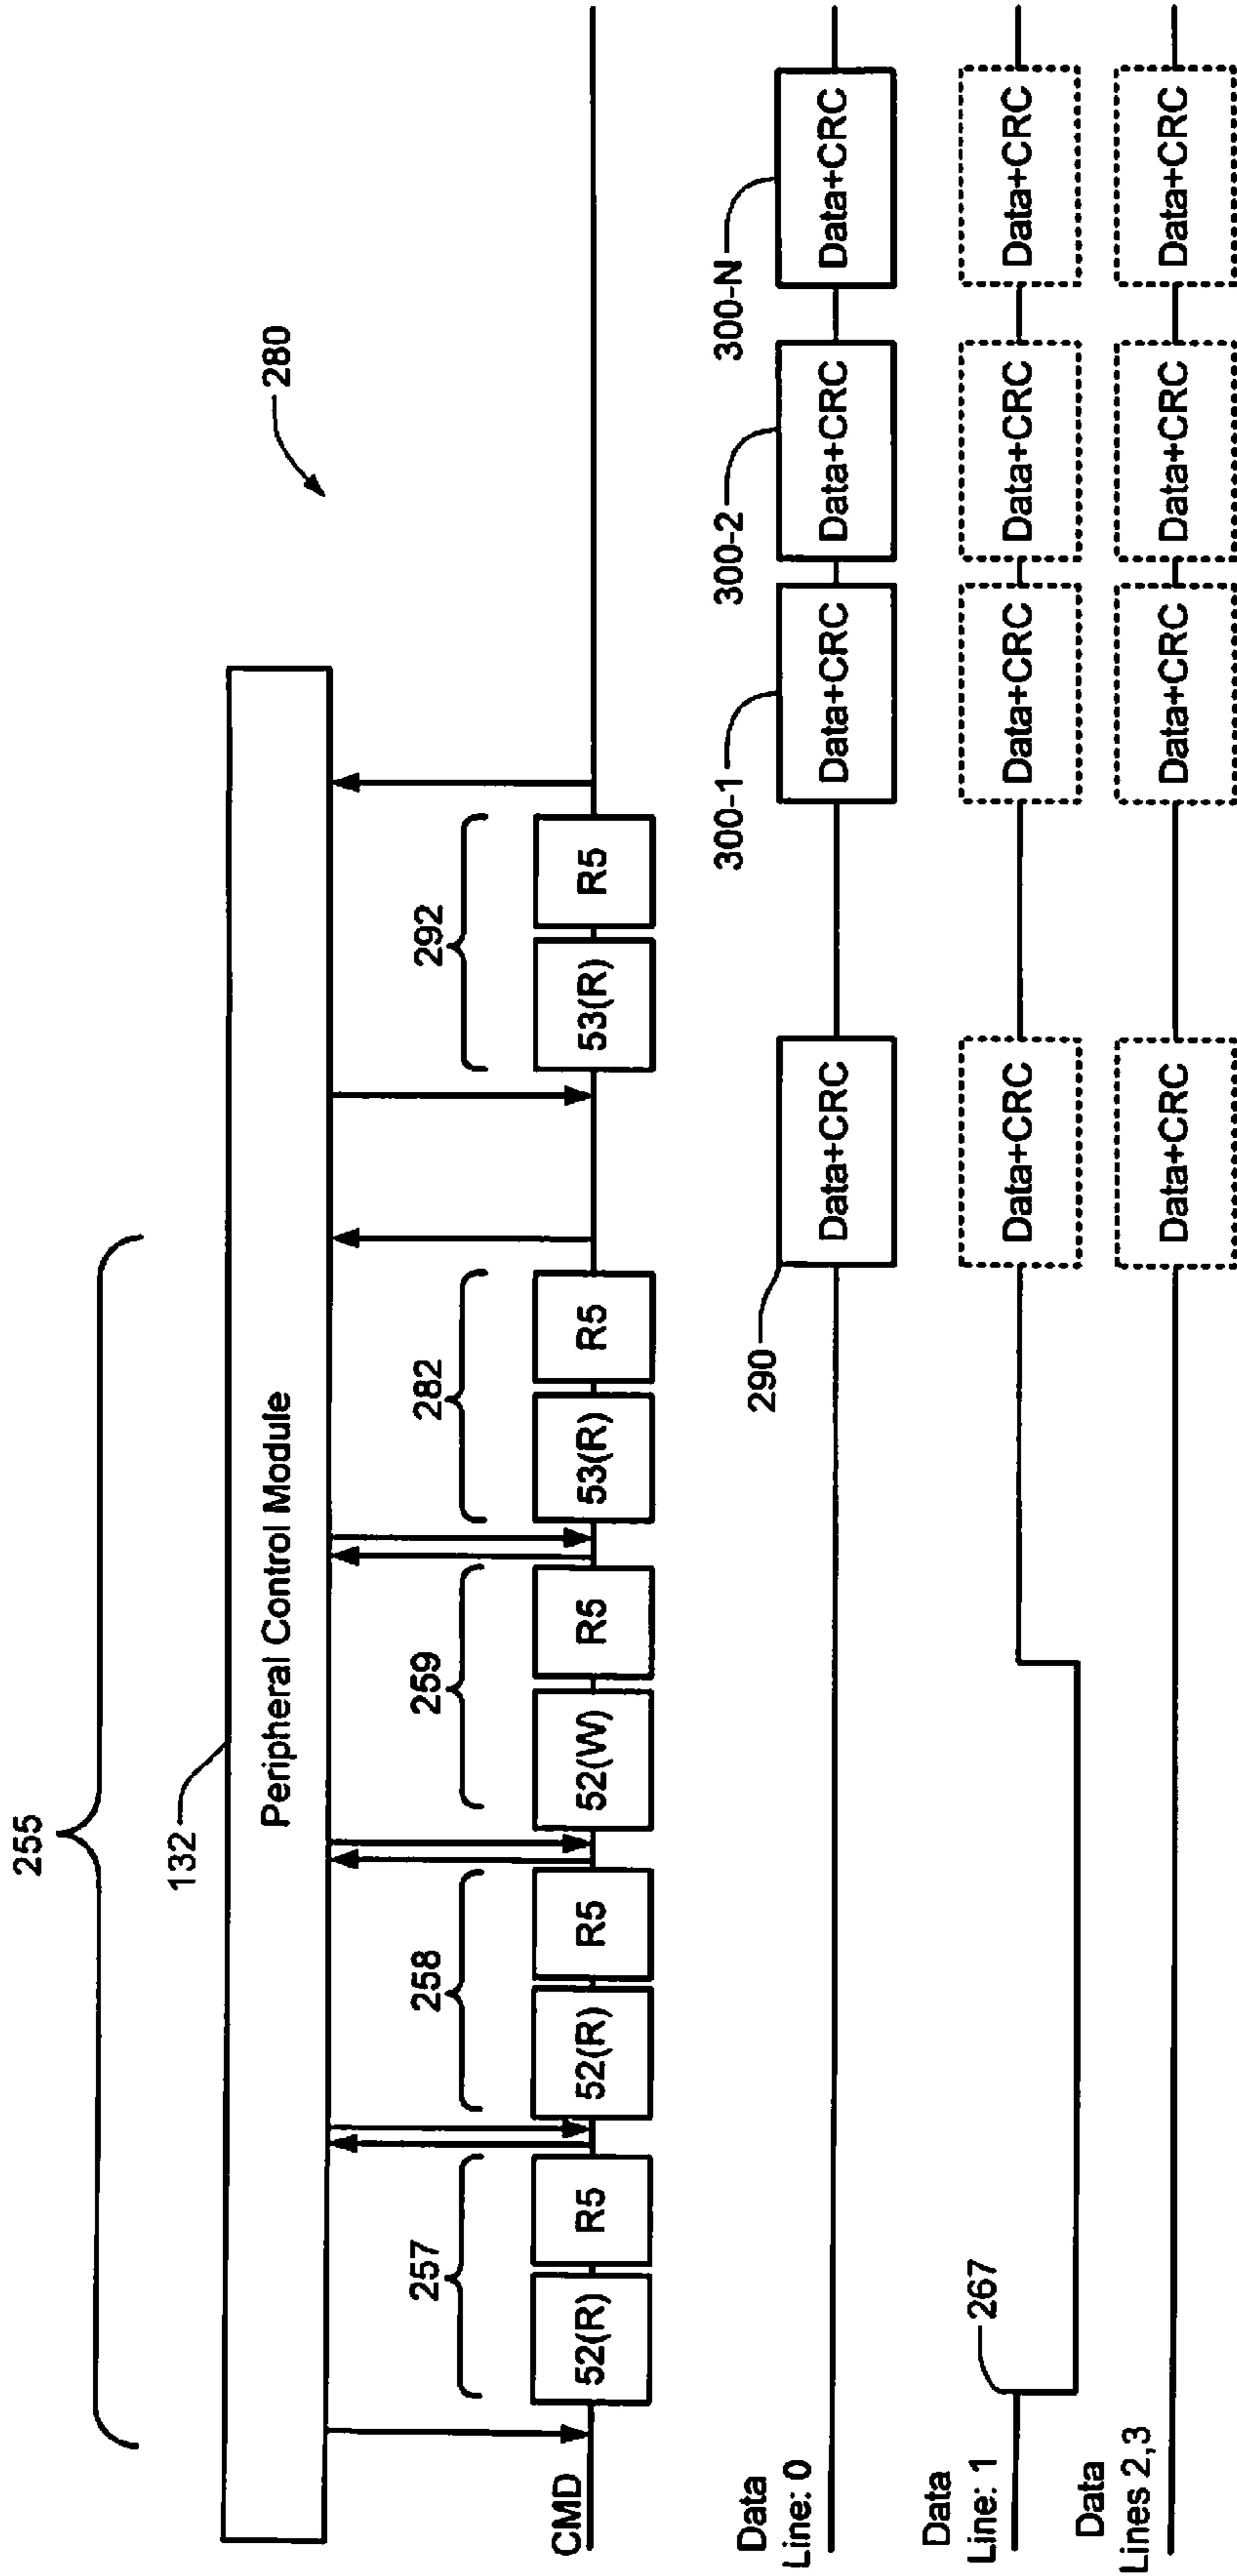 255
132
Peripheral Control Module
280
257
258
259
282
292
CMD
52(R)
R5
52(R)
R5
52(W)
R5
53(R)
R5
53(R)
R5
300-1
300-2
300-N
290
Data
Line: 0
Data+CRC
Data+CRC
Data+CRC
Data+CRC
267
Data
Line: 1
Data+CRC
Data+CRC
Data+CRC
Data+CRC
Data
Lines 2,3
Data+CRC
Data+CRC
Data+CRC
Data+CRC